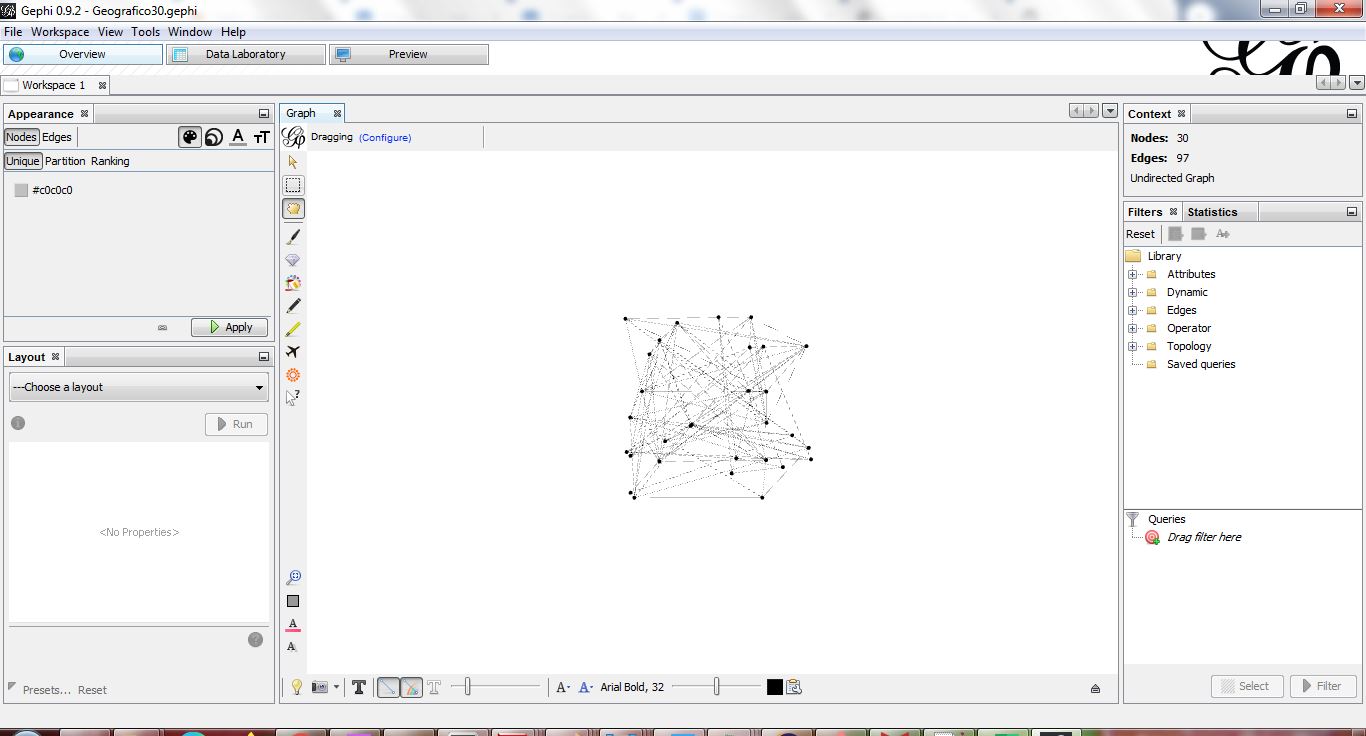 Gephi 0.9.2 - Geografico30.gephi
File Workspace View Tools Window Help
Overview Data Laboratory Preview
Workspace 1
Appearance
Nodes Edges
Unique Partition Ranking
#c0c0c0
Apply
Layout
---Choose a layout
Run
<No Properties>
Presets... Reset
Graph
Dragging (Configure)
Arial Bold, 32
Context
Nodes: 30
Edges: 97
Undirected Graph
Filters Statistics
Reset
Library
Attributes
Dynamic
Edges
Operator
Topology
Saved queries
Queries
Drag filter here
Select Filter